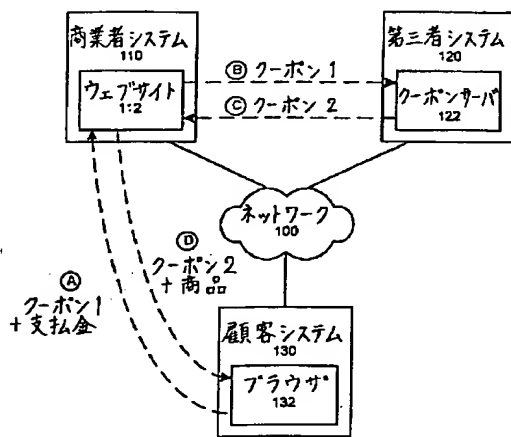 商業者システム
110
ウェブサイト
112
Ⓑ クーポン1
Ⓒ クーポン2
第三者システム
120
クーポンサーバ
122
ネットワーク
100
Ⓐ
クーポン1
+支払金
Ⓓ
クーポン2
+商品
顧客システム
130
ブラウザ
132